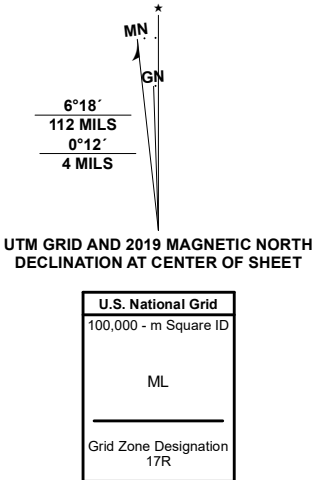 ★
MN
GN
6°18´
112 MILS
0°12´
4 MILS
UTM GRID AND 2019 MAGNETIC NORTH
DECLINATION AT CENTER OF SHEET
U.S. National Grid
100,000 - m Square ID
ML
Grid Zone Designation
17R